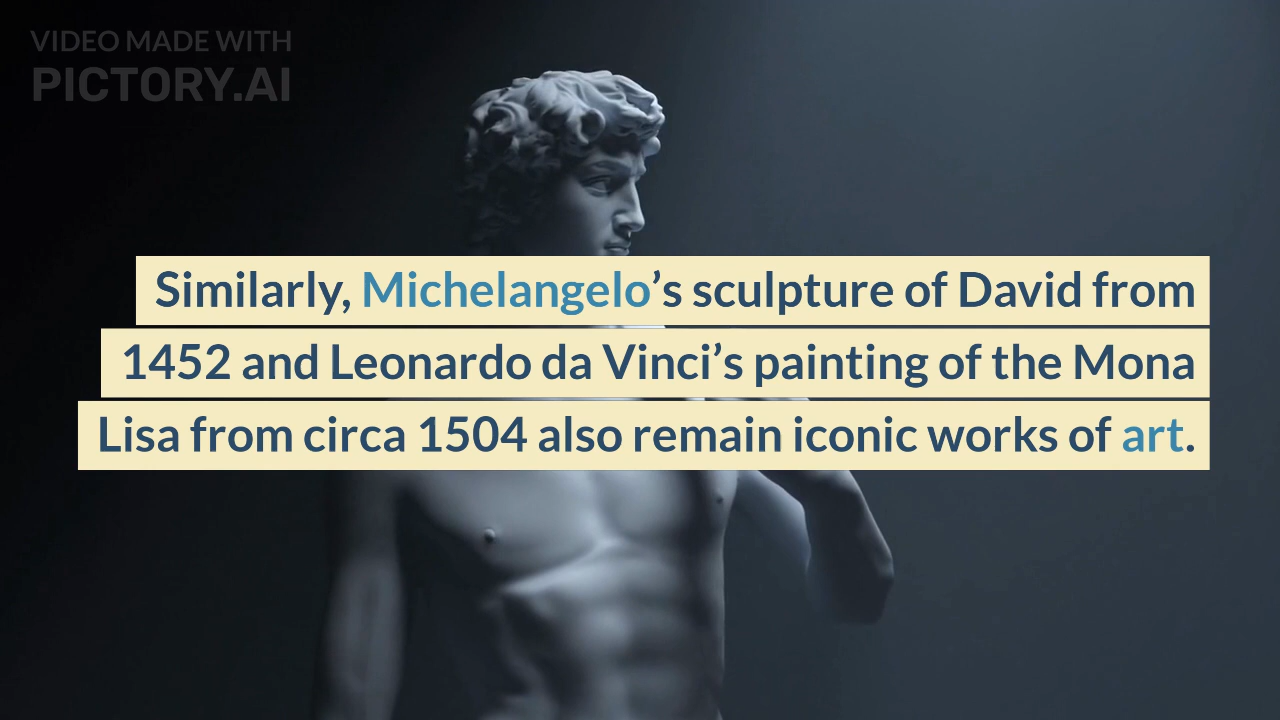 VIDEO MADE WITH
PICTORY.AI
Similarly, Michelangelo’s sculpture of David from
1452 and Leonardo da Vinci’s painting of the Mona
Lisa from circa 1504 also remain iconic works of art.